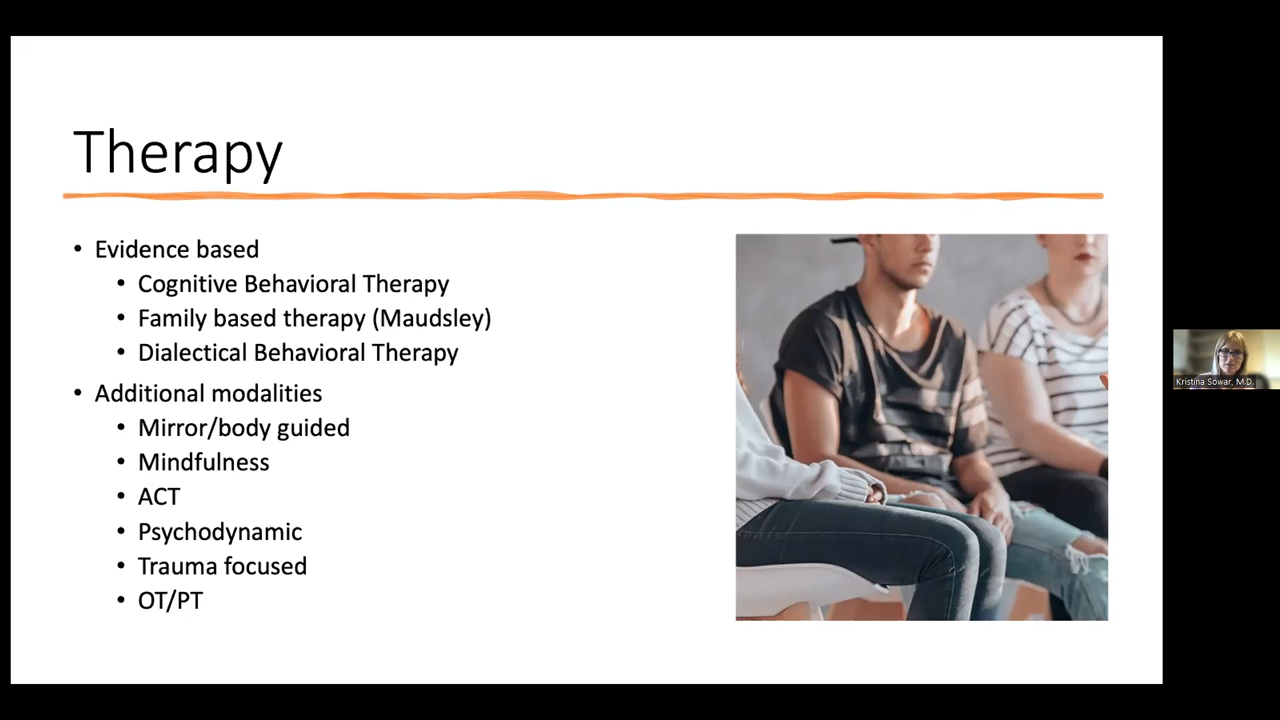 Therapy
• Evidence based
• Cognitive Behavioral Therapy
• Family based therapy (Maudsley)
• Dialectical Behavioral Therapy
• Additional modalities
• Mirror/body guided
• Mindfulness
• ACT
• Psychodynamic
• Trauma focused
• OT/PT
Kristina Sowar, M.D.